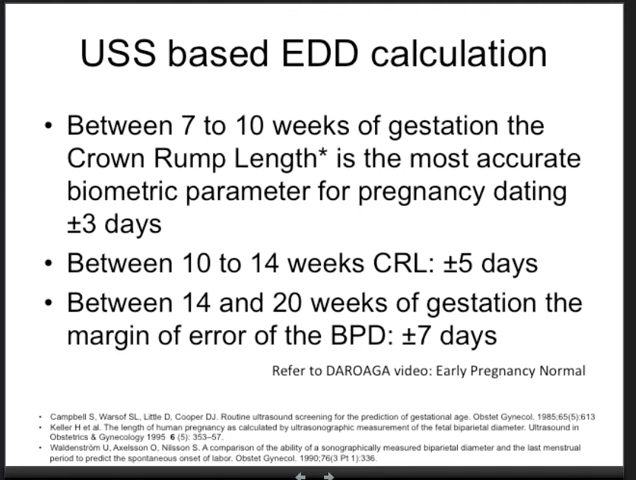 USS based EDD calculation
• Between 7 to 10 weeks of gestation the
Crown Rump Length* is the most accurate
biometric parameter for pregnancy dating
±3 days
• Between 10 to 14 weeks CRL: ±5 days
• Between 14 and 20 weeks of gestation the
margin of error of the BPD: ±7 days
Refer to DAROAGA video: Early Pregnancy Normal
• Campbell S, Warsof SL, Little D, Cooper DJ. Routine ultrasound screening for the prediction of gestational age. Obstet Gynecol. 1985;65(5):613
• Keller H et al. The length of human pregnancy as calculated by ultrasonographic measurement of the fetal biparietal diameter. Ultrasound in
Obstetrics & Gynecology 1995 6 (5): 353–57.
• Waldenström U, Axelsson O, Nilsson S. A comparison of the ability of a sonographically measured biparietal diameter and the last menstrual
period to predict the spontaneous onset of labor. Obstet Gynecol. 1990;76(3 Pt 1):336.